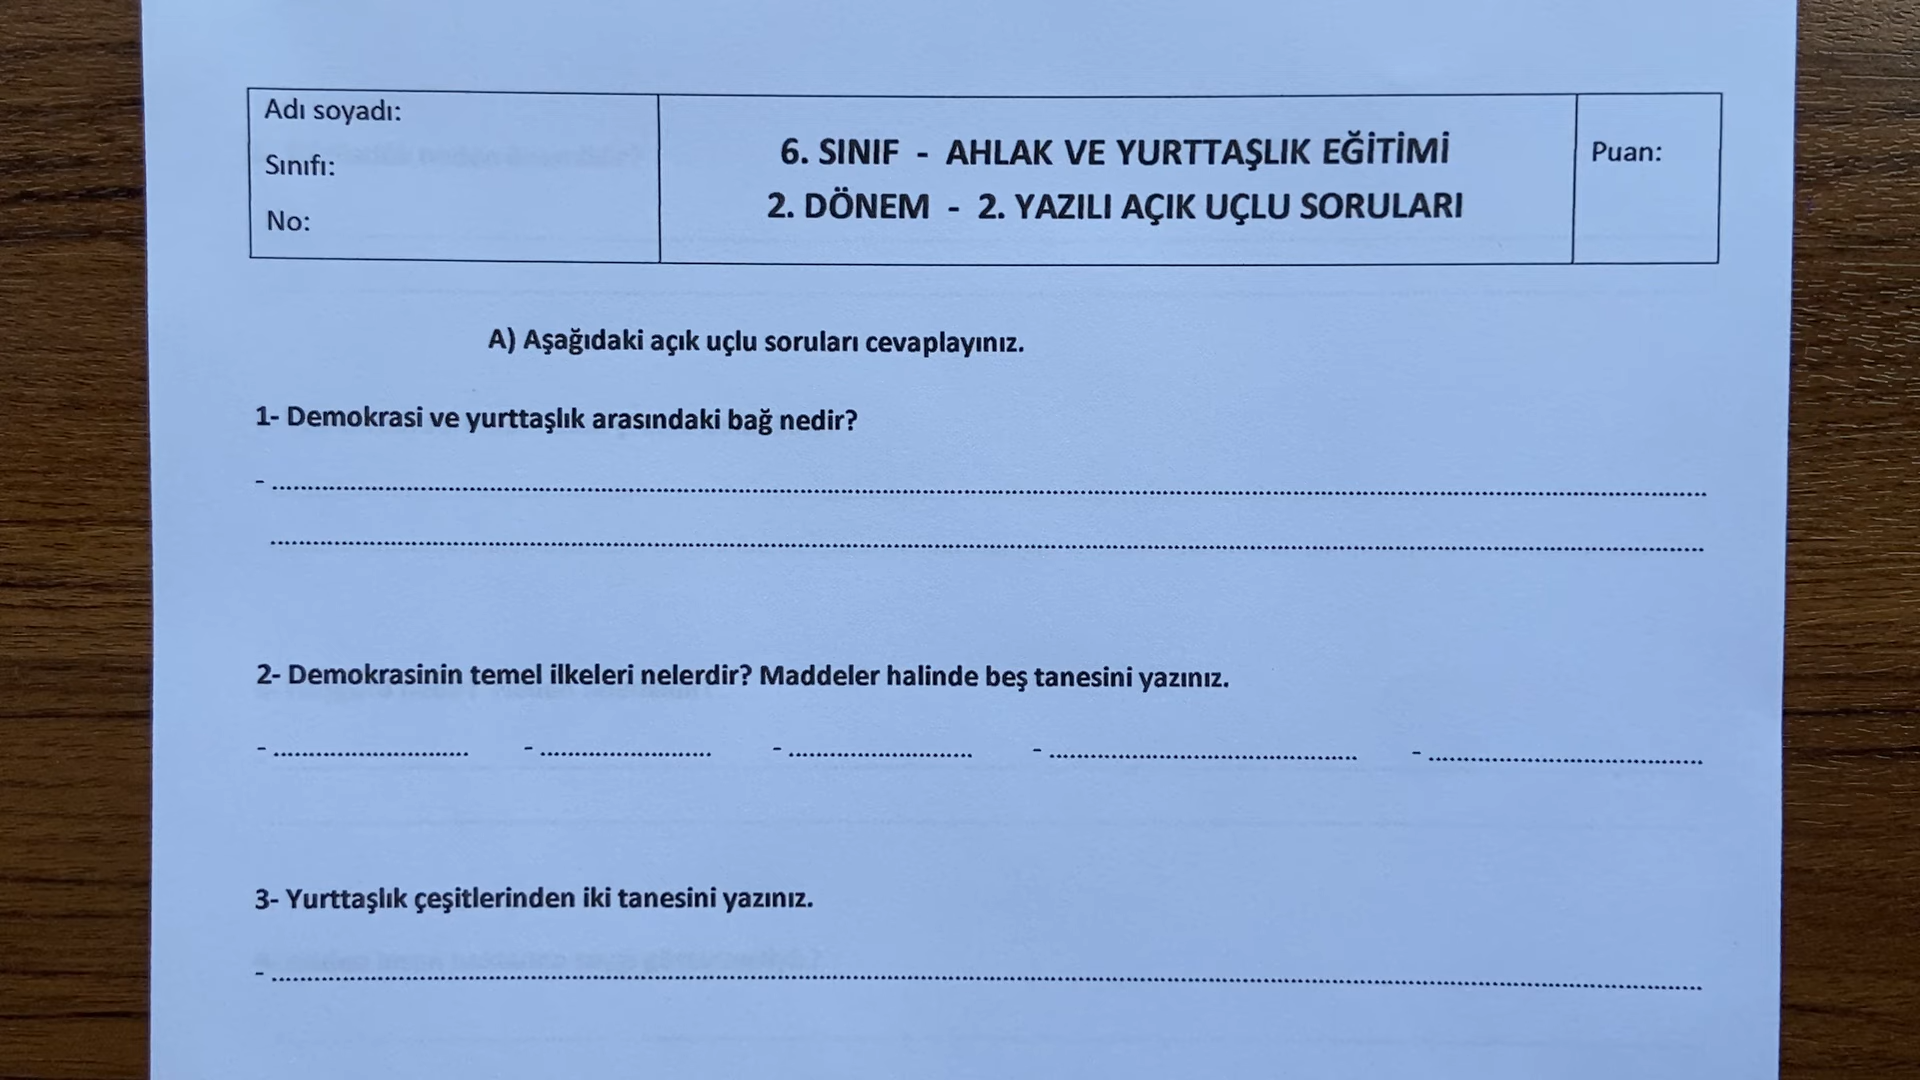 Adı soyadı:
Sınıfı:
No:
6. SINIF - AHLAK VE YURTTAŞLIK EĞİTİMİ
2. DÖNEM - 2. YAZILI AÇIK UÇLU SORULARI
Puan:
A) Aşağıdaki açık uçlu soruları cevaplayınız.
1- Demokrasi ve yurttaşlık arasındaki bağ nedir?
- ........................................
........................................
2- Demokrasinin temel ilkeleri nelerdir? Maddeler halinde beş tanesini yazınız.
- .................... - .................... - .................... - .................... - ....................
3- Yurttaşlık çeşitlerinden iki tanesini yazınız.
- ........................................